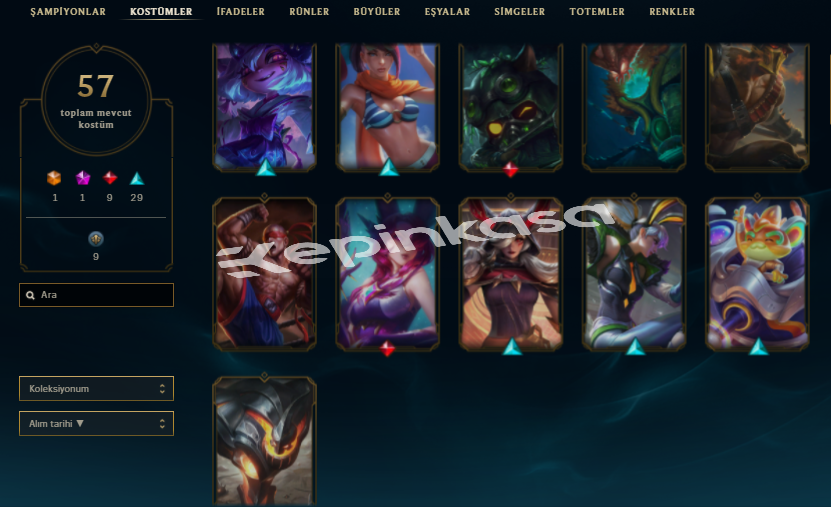 ŞAMPİYONLAR KOSTÜMLER İFADELER RÜNLER BÜYÜLER EŞYALAR SİMGELER TOTEMLER RENKLER
57
toplam mevcut
kostüm
1 1 9 29
9
Ara
Koleksiyonum
Alım tarihi ▼
epinkasa